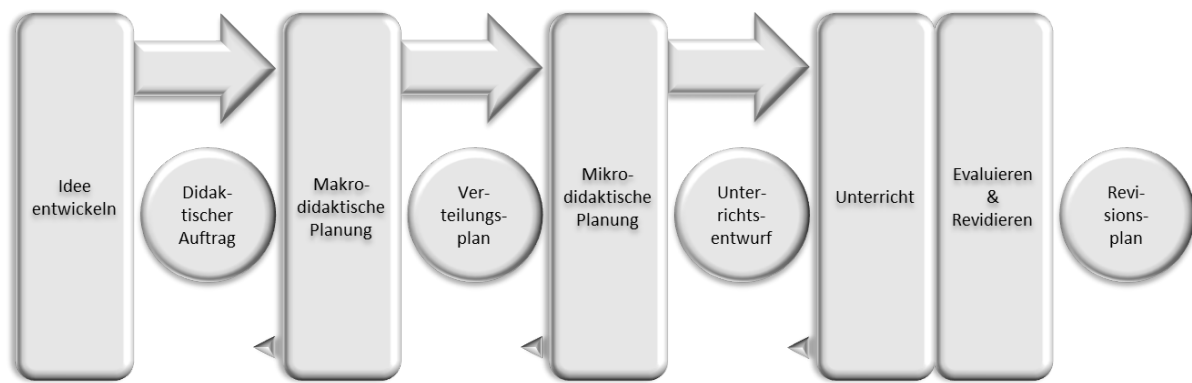 Idee
entwickeln
Didak-
tischer
Auftrag
Makro-
didaktische
Planung
Ver-
teilungs-
plan
Mikro-
didaktische
Planung
Unter-
richts-
entwurf
Unterricht
Evaluieren
&
Revidieren
Revi-
sions-
plan